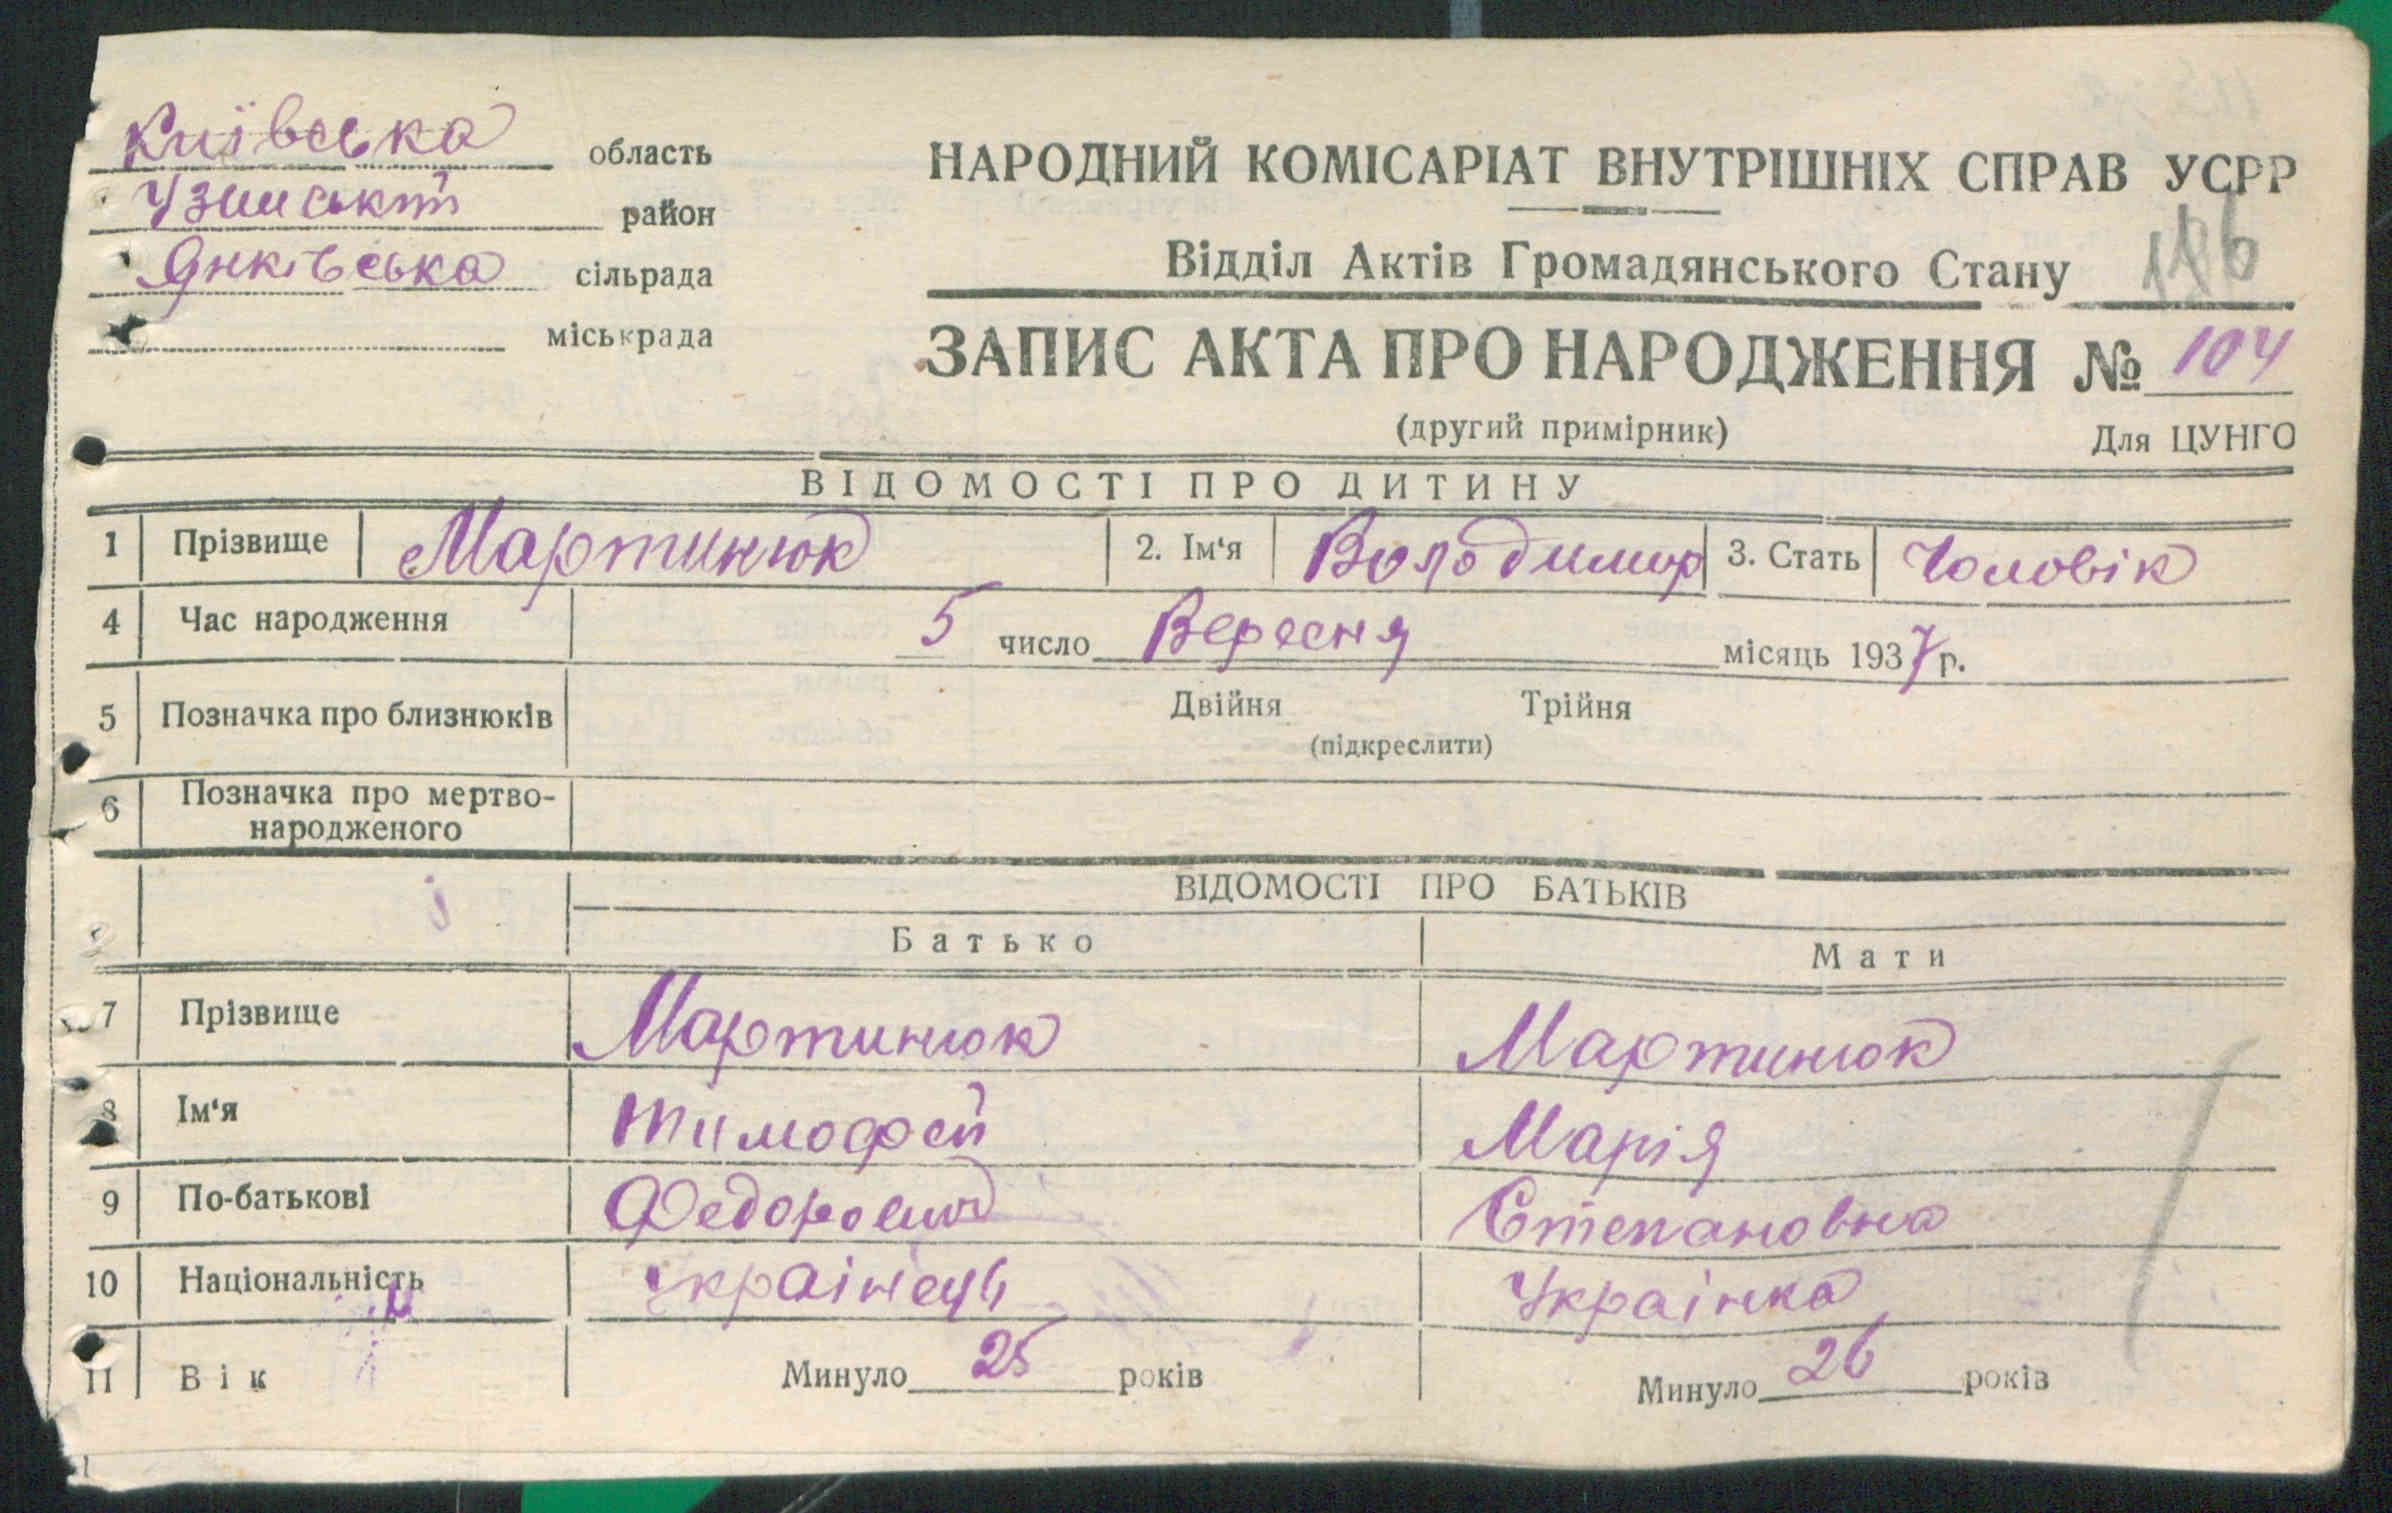 Київська область
Узинський район
Янківська сільрада
міськрада
НАРОДНИЙ КОМІСАРІАТ ВНУТРІШНІХ СПРАВ УСРР
Відділ Актів Громадянського Стану
ЗАПИС АКТА ПРО НАРОДЖЕННЯ № 104
(другий примірник) Для ЦУНГО
ВІДОМОСТІ ПРО ДИТИНУ
1 Прізвище Мартинюк 2. Ім‘я Володимир 3. Стать Чоловік
4 Час народження 5 число Вересня місяць 1937 р.
5 Позначка про близнюків Двійня Трійня
(підкреслити)
6 Позначка про мертво-
народженого
ВІДОМОСТІ ПРО БАТЬКІВ
Батько Мати
7 Прізвище Мартинюк Мартинюк
8 Ім‘я Тимофей Марія
9 По-батькові Федорович Степановна
10 Національність Українець Українка
11 Вік Минуло 25 років Минуло 26 років